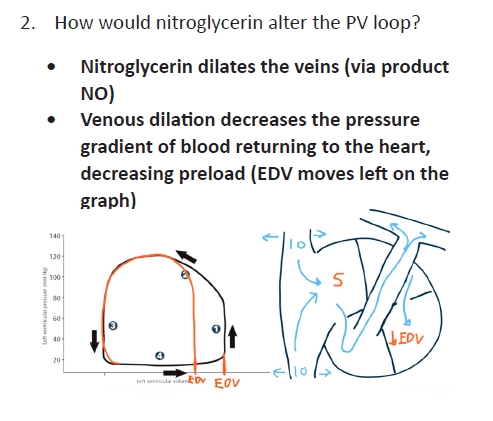 2. How would nitroglycerin alter the PV loop?
• Nitroglycerin dilates the veins (via product
NO)
• Venous dilation decreases the pressure
gradient of blood returning to the heart,
decreasing preload (EDV moves left on the
graph)
140
120
100
80
60
40
20
Left ventricular pressure (mm Hg)
1
2
3
4
Left ventricular volume
EDV EDV
10
S
10
↓EDV